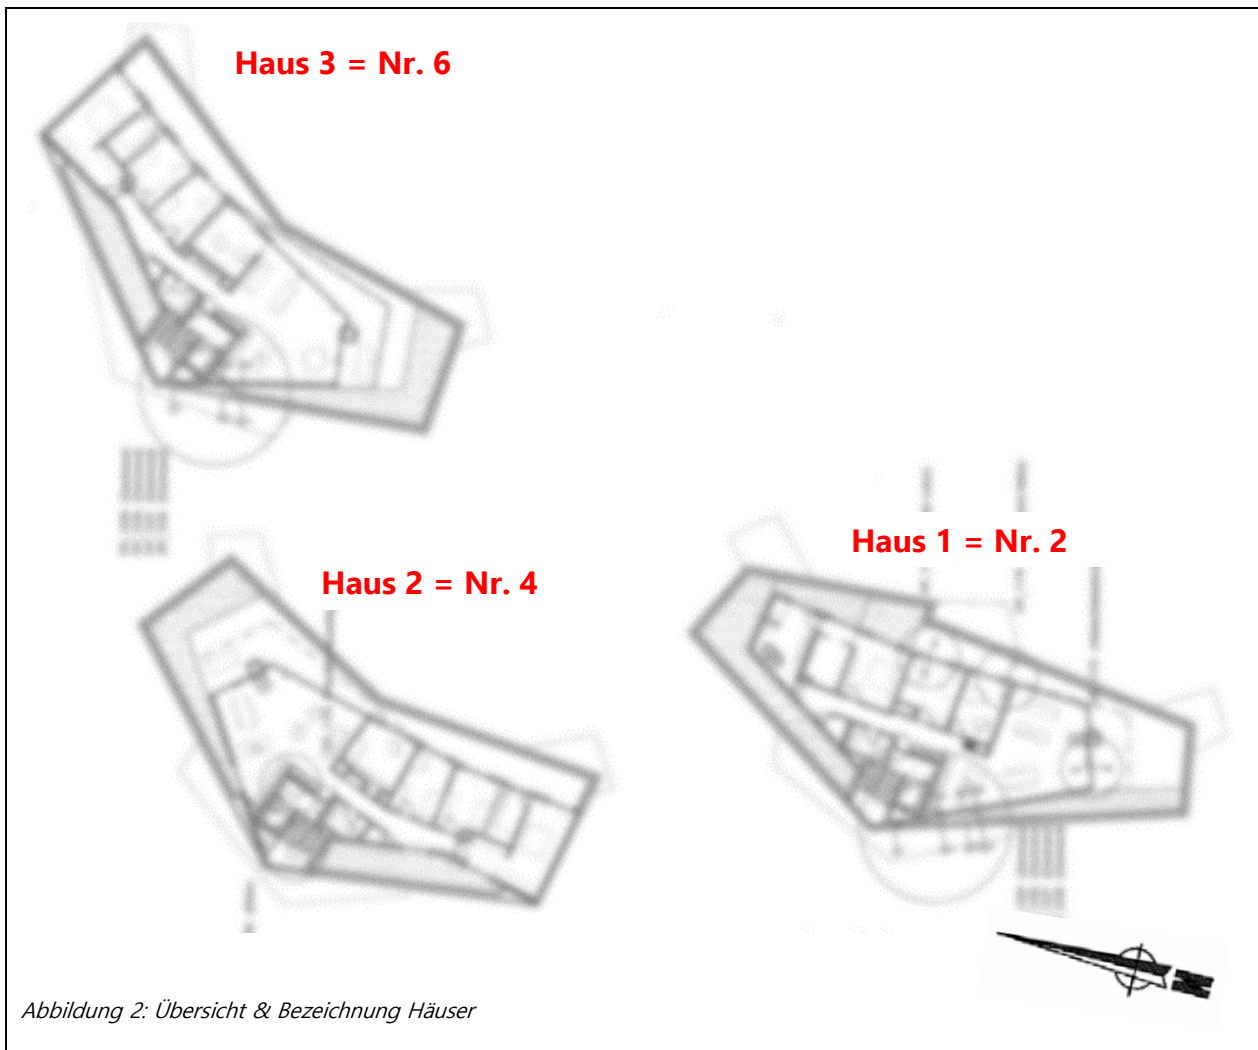 Haus 3 = Nr. 6
Haus 1 = Nr. 2
Haus 2 = Nr. 4
N
Abbildung 2: Übersicht & Bezeichnung Häuser